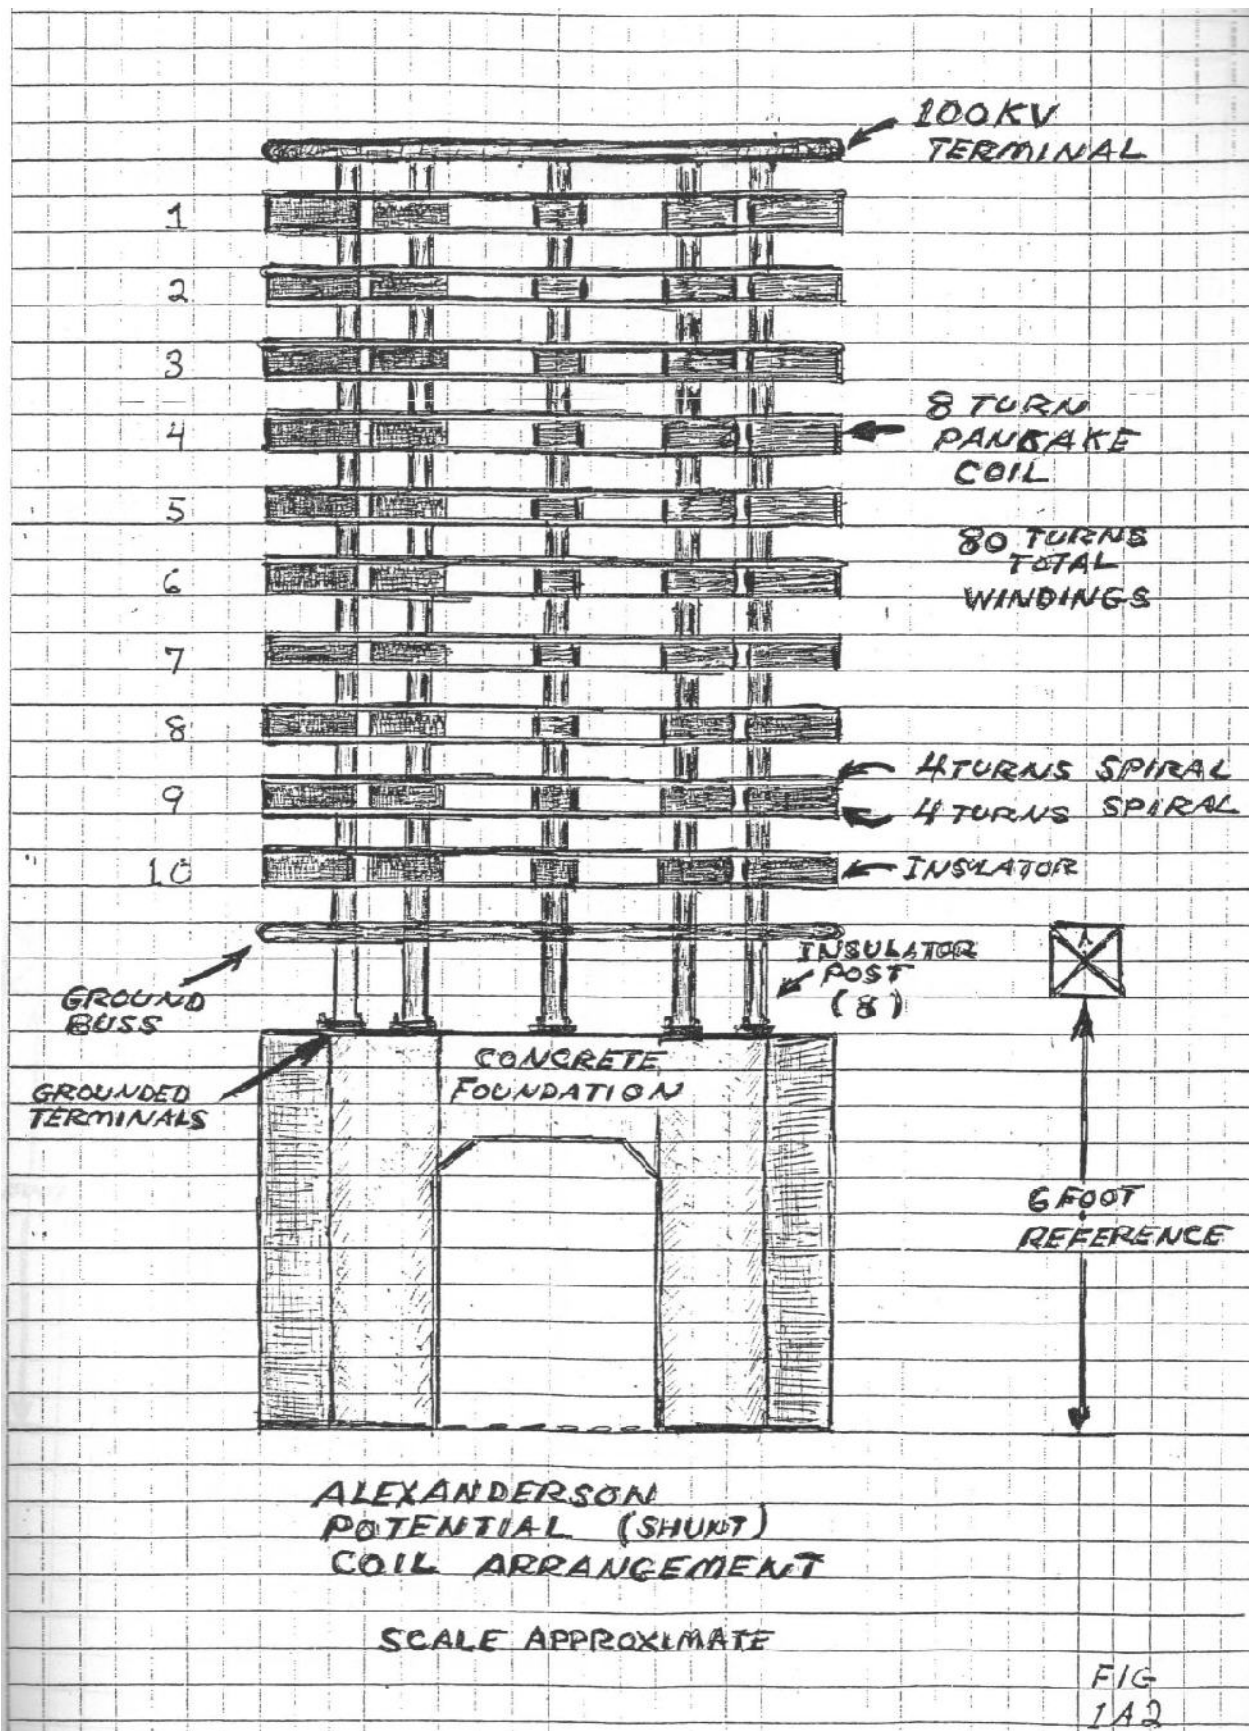 100KV
TERMINAL
1
2
3
4
8 TURN
PANBAKE
COIL
5
80 TURNS
TOTAL
WINDINGS
6
7
8
4 TURNS SPIRAL
9
4 TURNS SPIRAL
10
INSULATOR
INSULATOR
POST
(8)
GROUND
BUSS
CONCRETE
FOUNDATION
GROUNDED
TERMINALS
6 FOOT
REFERENCE
ALEXANDERSON
POTENTIAL (SHUNT)
COIL ARRANGEMENT
SCALE APPROXIMATE
FIG
1A2